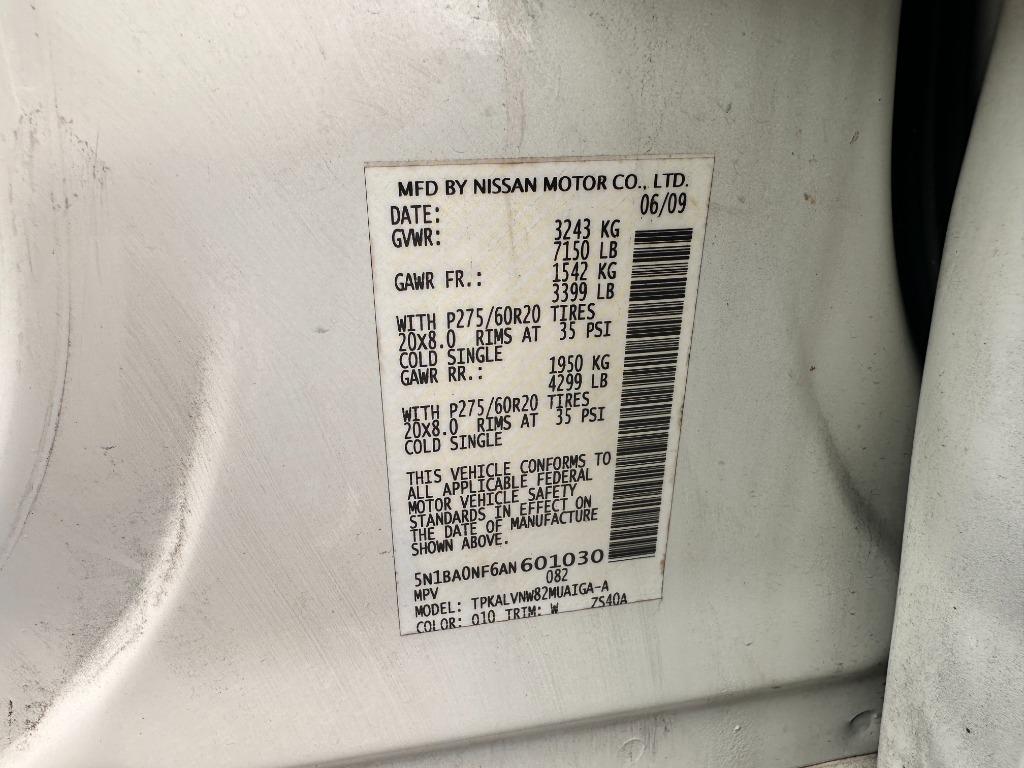 MFD BY NISSAN MOTOR CO., LTD.
DATE: 06/09
GVWR: 3243 KG
7150 LB
GAWR FR.: 1542 KG
3399 LB
WITH P275/60R20 TIRES
20x8.0 RIMS AT 35 PSI
COLD SINGLE
GAWR RR.: 1950 KG
4299 LB
WITH P275/60R20 TIRES
20x8.0 RIMS AT 35 PSI
COLD SINGLE
THIS VEHICLE CONFORMS TO
ALL APPLICABLE FEDERAL
MOTOR VEHICLE SAFETY
STANDARDS IN EFFECT ON
THE DATE OF MANUFACTURE
SHOWN ABOVE.
5N1BA0NF6AN601030
MPV 082
MODEL: TPKALVNW82MUAIGA-A
COLOR: Q10 TRIM: W ZS40A